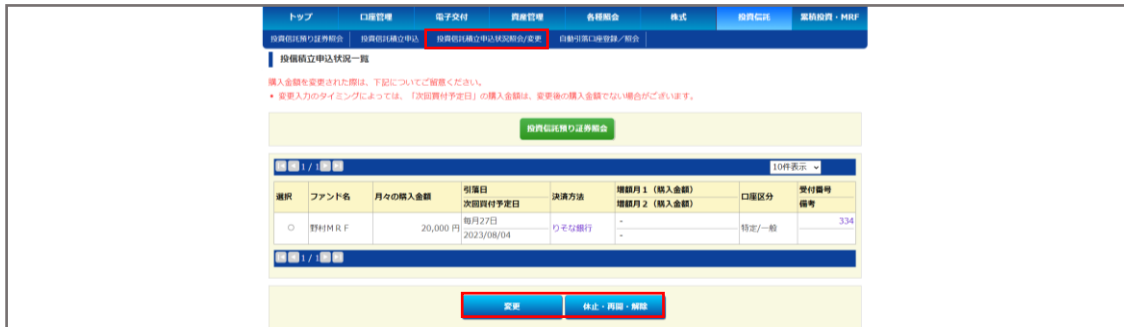 トップ 口座管理 電子交付 資産管理 各種照会 株式 投資信託 累積投資・MRF
投資信託預り証券照会 投資信託積立申込 投資信託積立申込状況照会/変更 自動引落口座登録/照会
投信積立申込状況一覧
購入金額を変更された際は、下記についてご留意ください。
• 変更入力のタイミングによっては、「次回買付予定日」の購入金額は、変更後の購入金額でない場合がございます。
投資信託預り証券照会
1 / 1 10件表示
選択 ファンド名 月々の購入金額 引落日 決済方法 増額月1(購入金額) 口座区分 受付番号
次回買付予定日 増額月2(購入金額) 備考
野村MRF 20,000 円 毎月27日 りそな銀行 - 特定/一般 334
2023/08/04 -
1 / 1
変更 休止・再開・解除